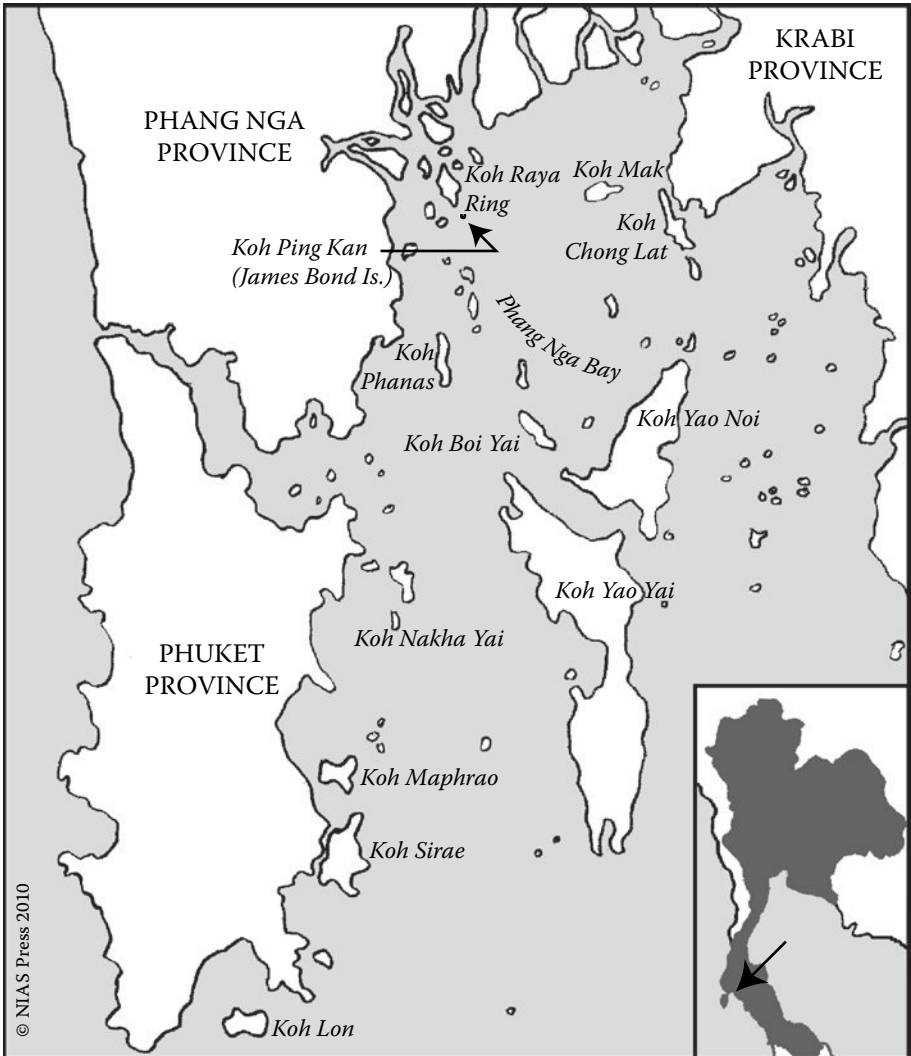 KRABI
PROVINCE
PHANG NGA
PROVINCE
Koh Raya
Ring
Koh Mak
Koh
Chong Lat
Koh Ping Kan
(James Bond Is.)
Phang Nga Bay
Koh
Phanas
Koh Yao Noi
Koh Boi Yai
Koh Yao Yai
Koh Nakha Yai
PHUKET
PROVINCE
Koh Maphrao
Koh Sirae
© NIAS Press 2010
Koh Lon